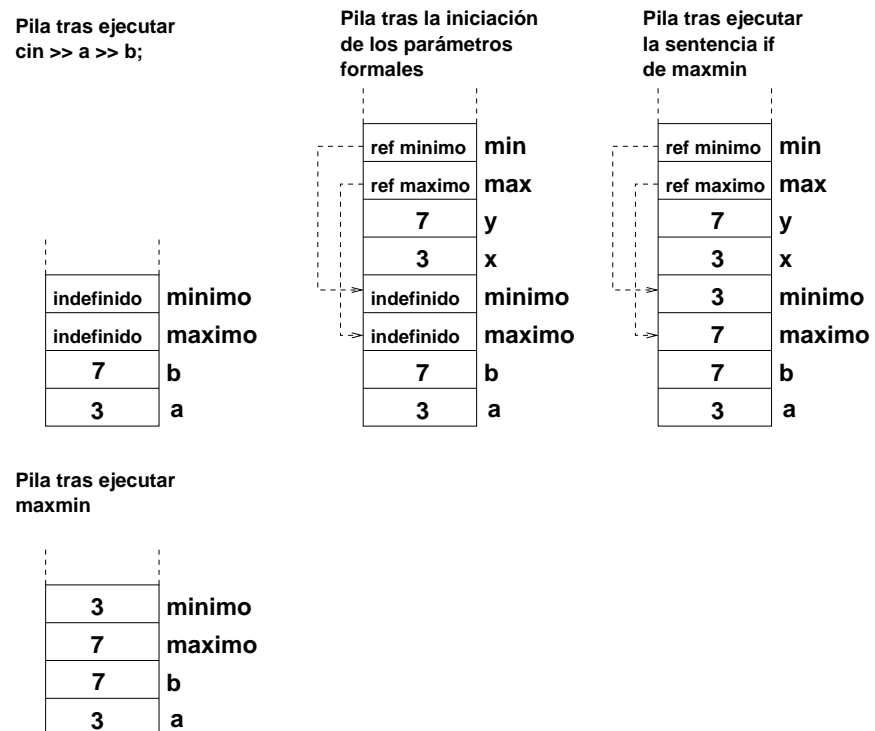 Pila tras ejecutar
cin >> a >> b;
indefinido minimo
indefinido maximo
7 b
3 a
Pila tras la iniciación
de los parámetros
formales
ref minimo min
ref maximo max
7 y
3 x
indefinido minimo
indefinido maximo
7 b
3 a
Pila tras ejecutar
la sentencia if
de maxmin
ref minimo min
ref maximo max
7 y
3 x
3 minimo
7 maximo
7 b
3 a
Pila tras ejecutar
maxmin
3 minimo
7 maximo
7 b
3 a